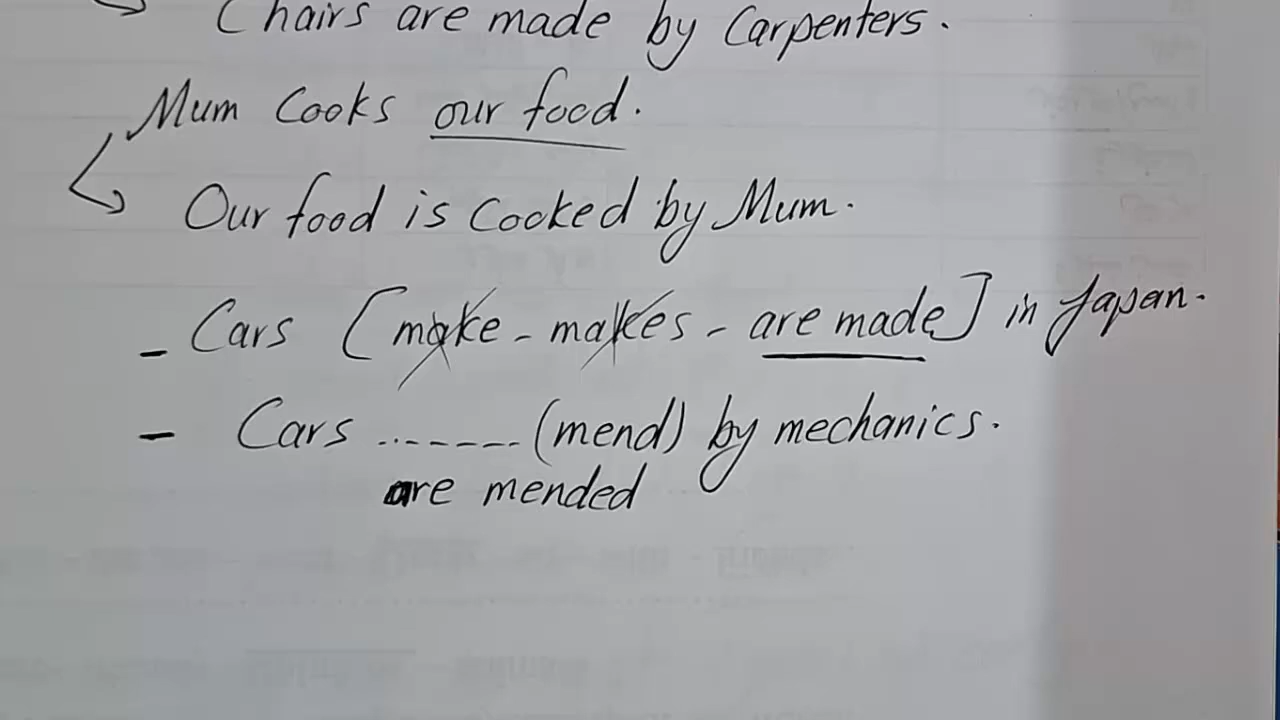 Chairs are made by Carpenters.
Mum Cooks our food.
Our food is Cooked by Mum.
- Cars [make - makes - are made] in Japan.
- Cars ....... (mend) by mechanics.
are mended